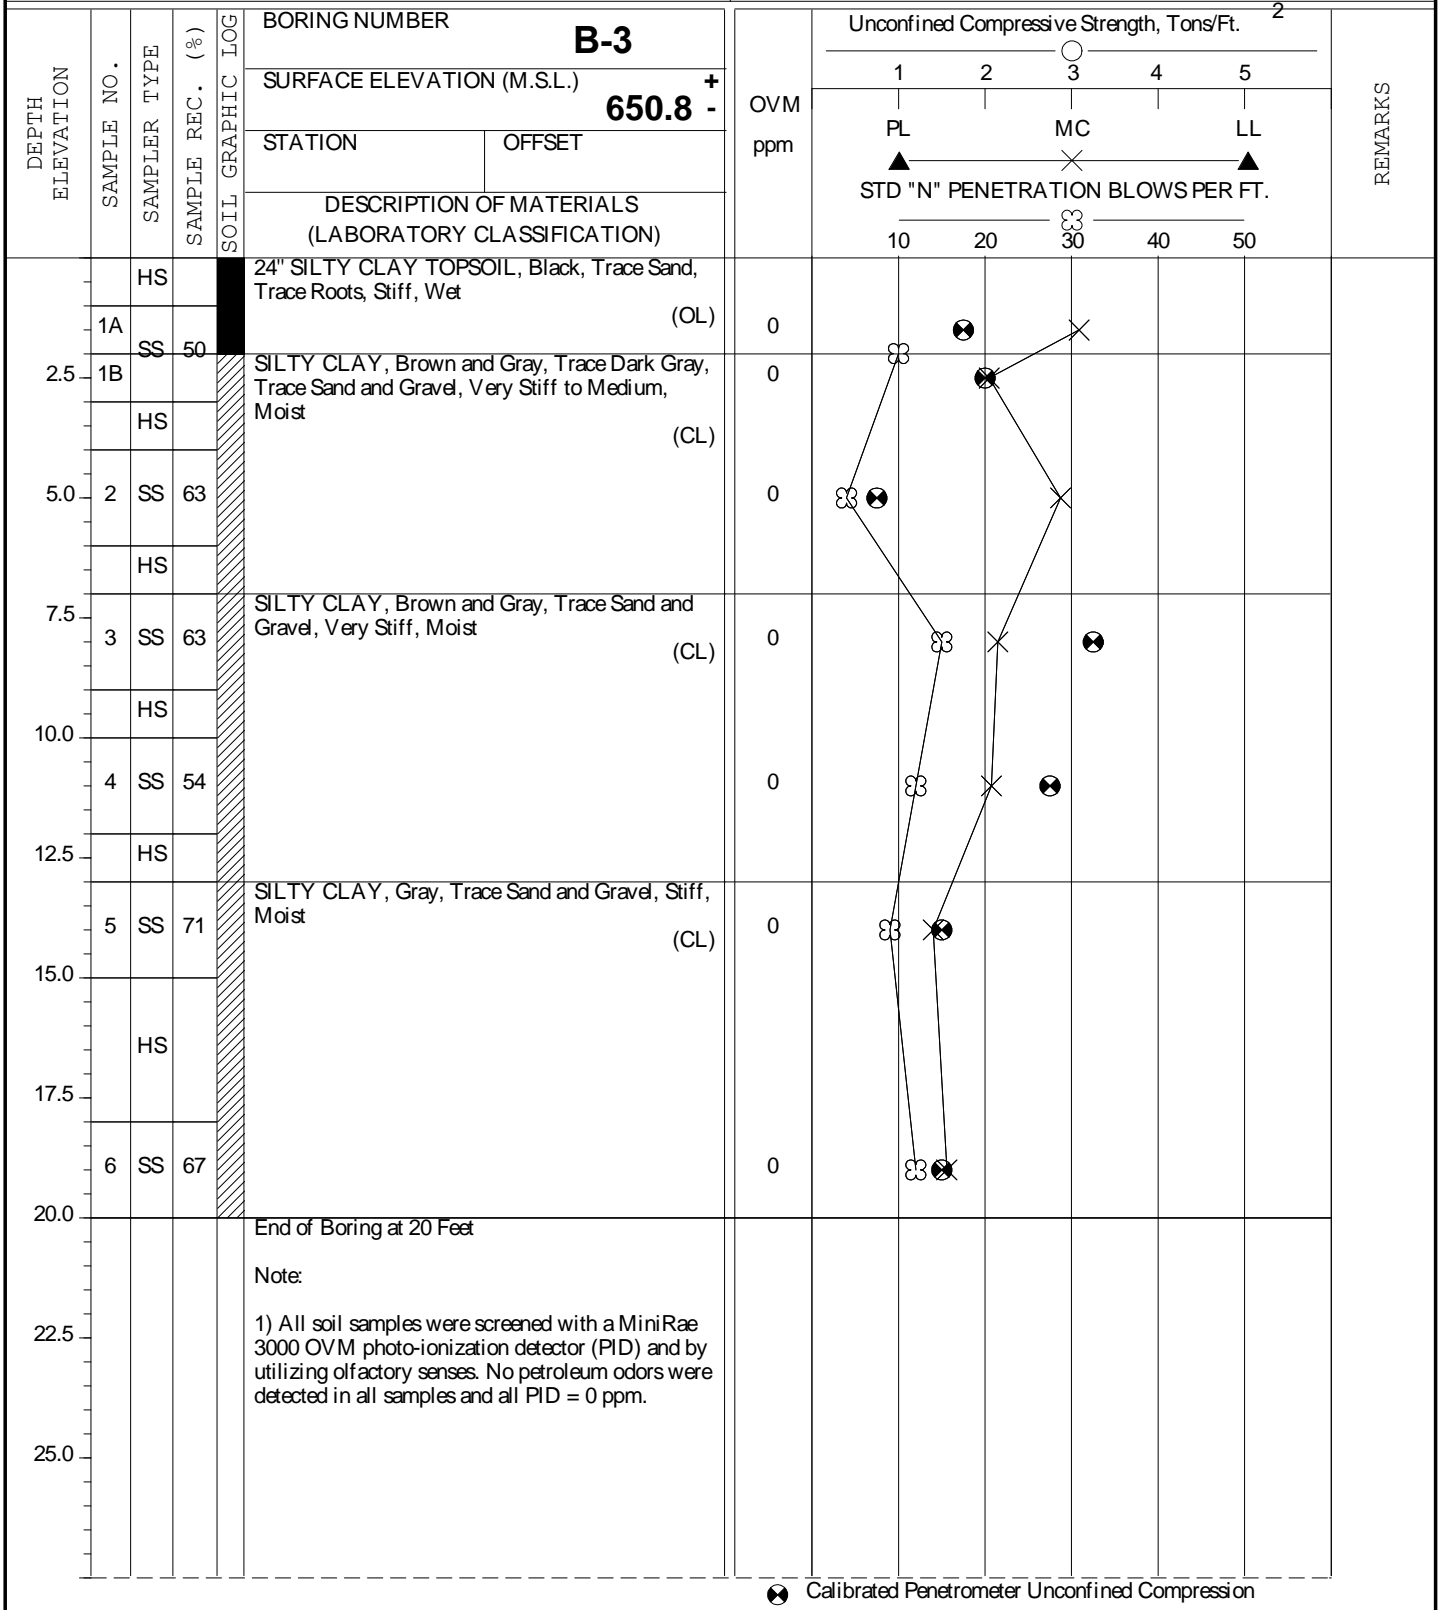 DEPTH
ELEVATION
SAMPLE NO.
SAMPLER TYPE
SAMPLE REC. (%)
SOIL GRAPHIC LOG
BORING NUMBER
B-3
SURFACE ELEVATION (M.S.L.)
+
650.8 -
STATION
OFFSET
DESCRIPTION OF MATERIALS
(LABORATORY CLASSIFICATION)
OVM
ppm
Unconfined Compressive Strength, Tons/Ft. 2
1 2 3 4 5
PL MC LL
STD "N" PENETRATION BLOWS PER FT.
10 20 30 40 50
REMARKS
HS
24" SILTY CLAY TOPSOIL, Black, Trace Sand,
Trace Roots, Stiff, Wet
(OL)
1A
0
SS 50
2.5 1B
SILTY CLAY, Brown and Gray, Trace Dark Gray,
Trace Sand and Gravel, Very Stiff to Medium,
Moist
(CL)
0
HS
5.0 2 SS 63 0
HS
7.5
SILTY CLAY, Brown and Gray, Trace Sand and
Gravel, Very Stiff, Moist
(CL)
3 SS 63 0
HS
10.0
4 SS 54 0
12.5 HS
SILTY CLAY, Gray, Trace Sand and Gravel, Stiff,
Moist
(CL)
5 SS 71 0
15.0
HS
17.5
6 SS 67 0
20.0
End of Boring at 20 Feet
Note:
1) All soil samples were screened with a MiniRae
3000 OVM photo-ionization detector (PID) and by
utilizing olfactory senses. No petroleum odors were
detected in all samples and all PID = 0 ppm.
22.5
25.0
Calibrated Penetrometer Unconfined Compression